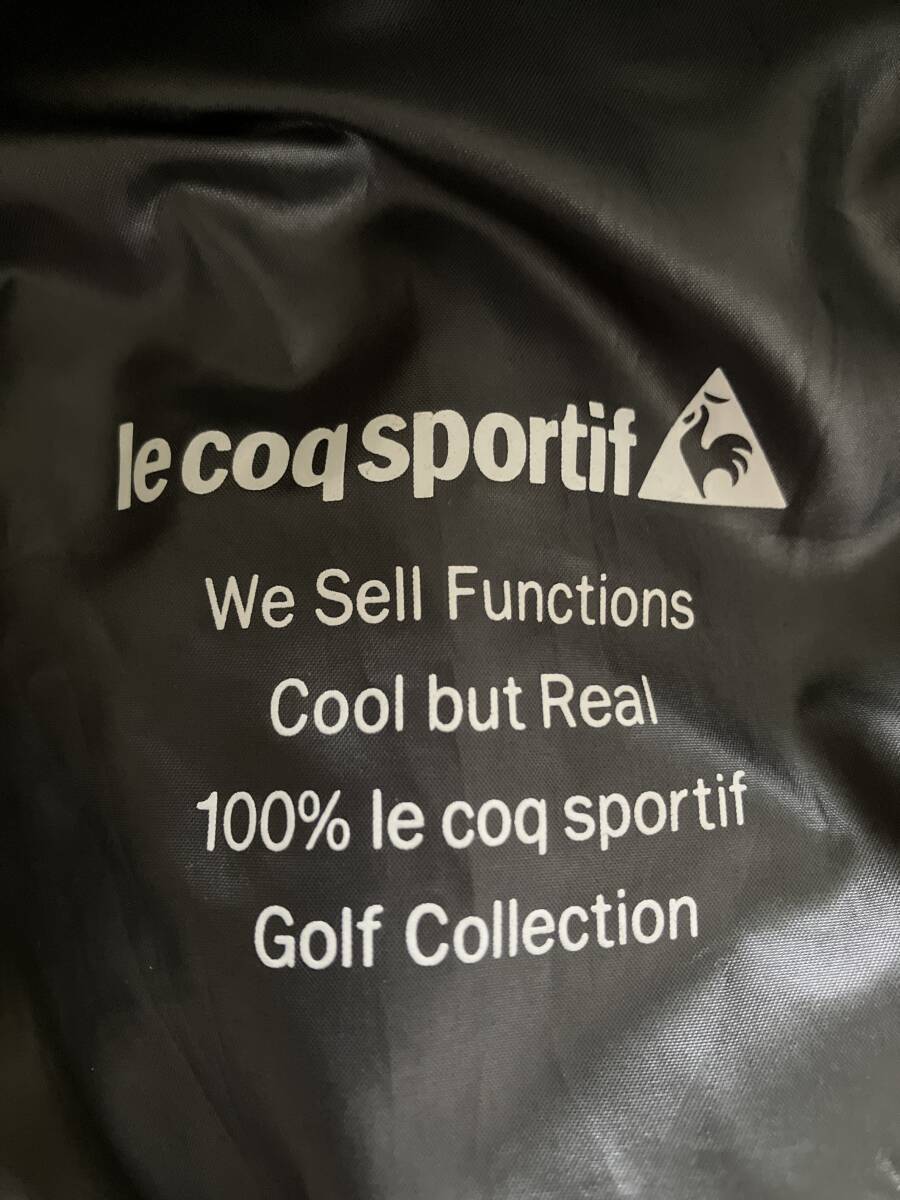 le coq sportif
We Sell Functions
Cool but Real
100% le coq sportif
Golf Collection